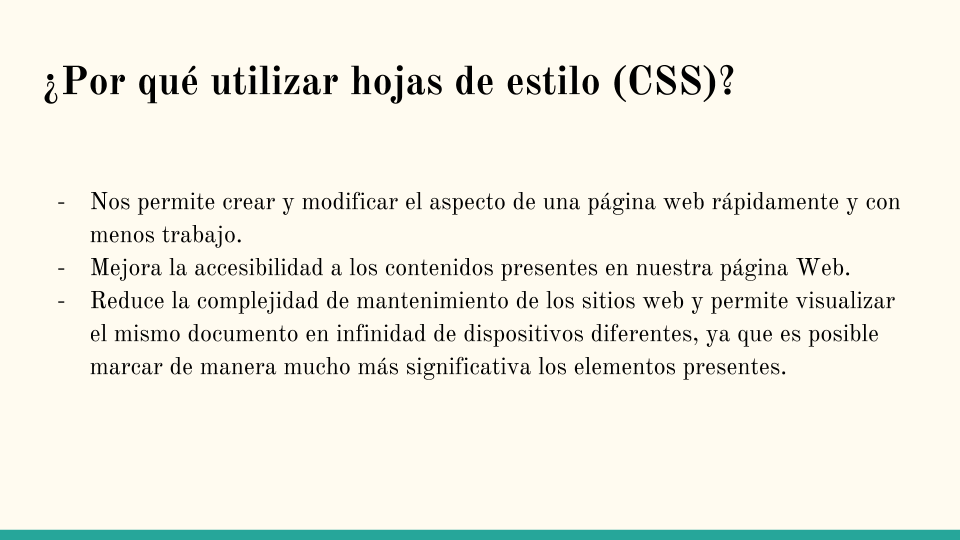 ¿Por qué utilizar hojas de estilo (CSS)?
- Nos permite crear y modificar el aspecto de una página web rápidamente y con
menos trabajo.
- Mejora la accesibilidad a los contenidos presentes en nuestra página Web.
- Reduce la complejidad de mantenimiento de los sitios web y permite visualizar
el mismo documento en infinidad de dispositivos diferentes, ya que es posible
marcar de manera mucho más significativa los elementos presentes.